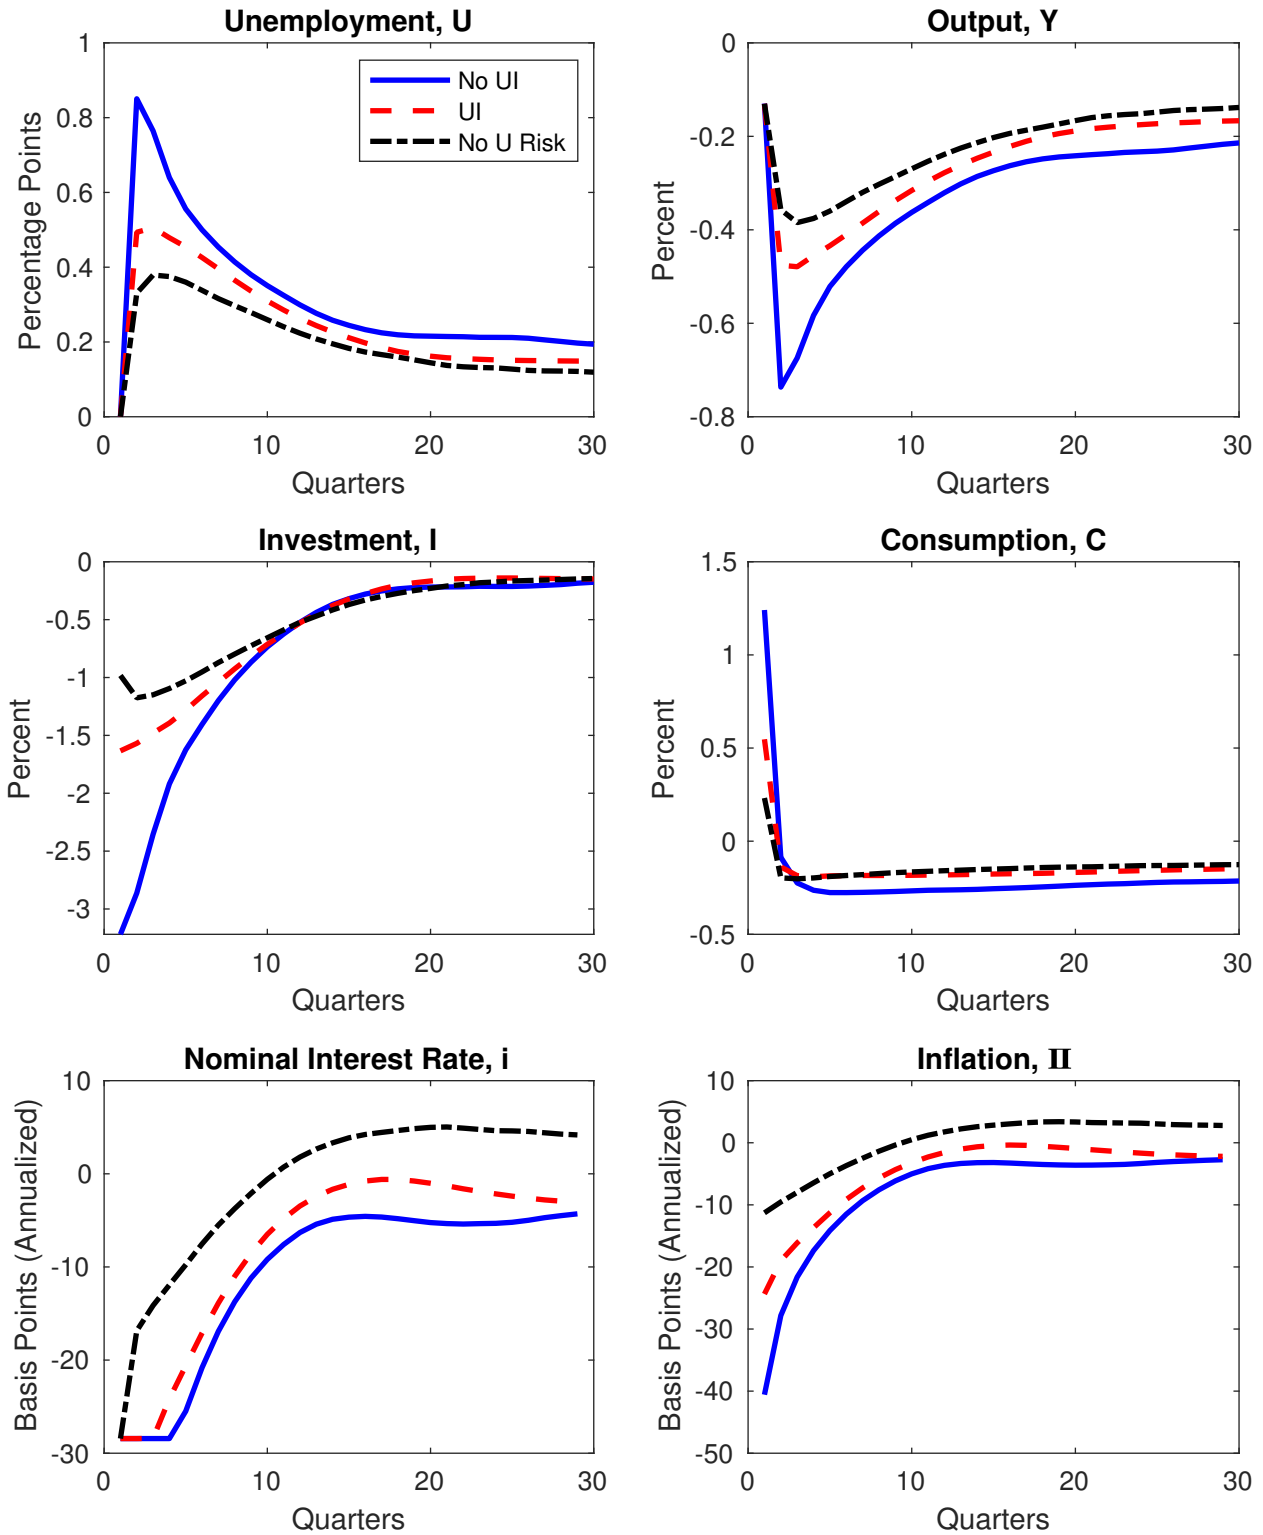 Unemployment, U
Percentage Points
1
0.8
0.6
0.4
0.2
0
0
10
20
30
Quarters
No UI
UI
No U Risk
Output, Y
Percent
0
-0.2
-0.4
-0.6
-0.8
0
10
20
30
Quarters
Investment, I
Percent
0
-0.5
-1
-1.5
-2
-2.5
-3
0
10
20
30
Quarters
Consumption, C
Percent
1.5
1
0.5
0
-0.5
0
10
20
30
Quarters
Nominal Interest Rate, i
Basis Points (Annualized)
10
0
-10
-20
-30
0
10
20
30
Quarters
Inflation, Π
Basis Points (Annualized)
10
0
-10
-20
-30
-40
-50
0
10
20
30
Quarters